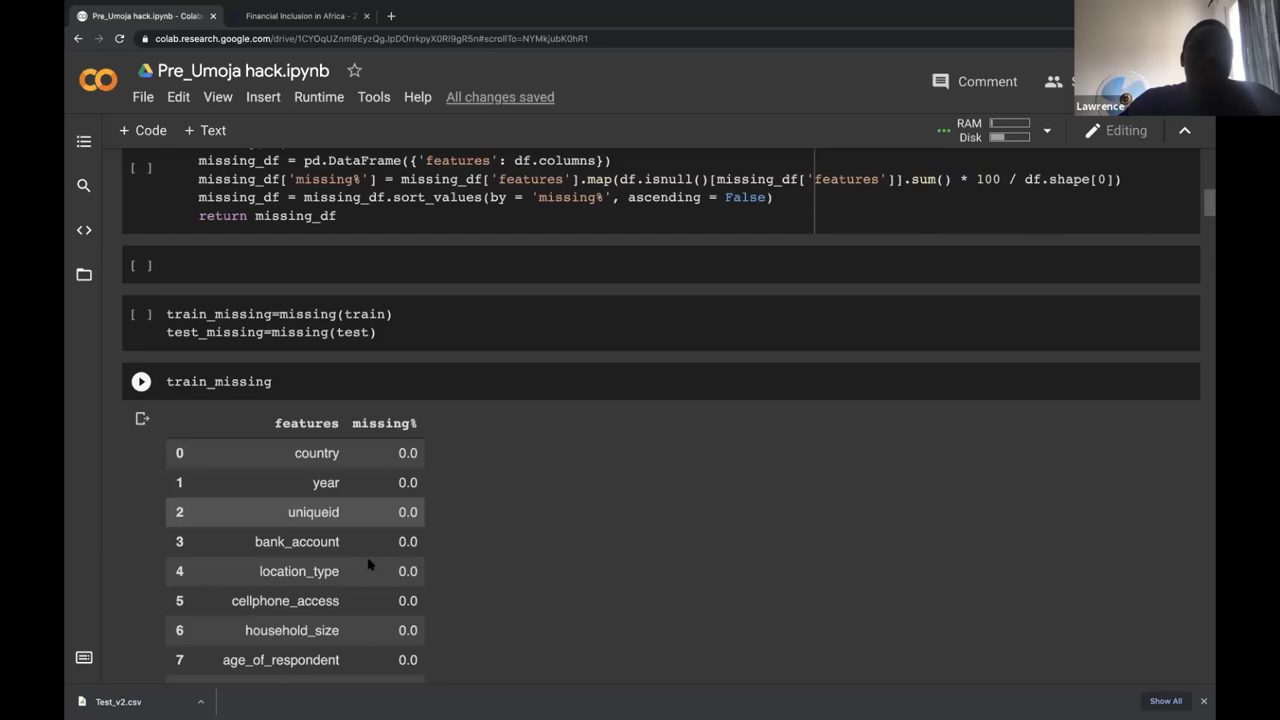 Pre_Umoja hack.ipynb - Colab
Financial Inclusion in Africa - Z
colab.research.google.com/drive/1CYOqUZnm9EyzQgJpDOrrkpyX0RI9gR5n#scrollTo=NYMkjubK0hR1
Pre_Umoja hack.ipynb
Comment
Lawrence
File Edit View Insert Runtime Tools Help All changes saved
+ Code + Text
RAM
Disk
Editing
[ ]
missing_df = pd.DataFrame({'features': df.columns})
missing_df['missing%'] = missing_df['features'].map(df.isnull()[missing_df['features']].sum() * 100 / df.shape[0])
missing_df = missing_df.sort_values(by = 'missing%', ascending = False)
return missing_df
[ ]
[ ] train_missing=missing(train)
test_missing=missing(test)
train_missing
features missing%
0 country 0.0
1 year 0.0
2 uniqueid 0.0
3 bank_account 0.0
4 location_type 0.0
5 cellphone_access 0.0
6 household_size 0.0
7 age_of_respondent 0.0
Test_v2.csv
Show All